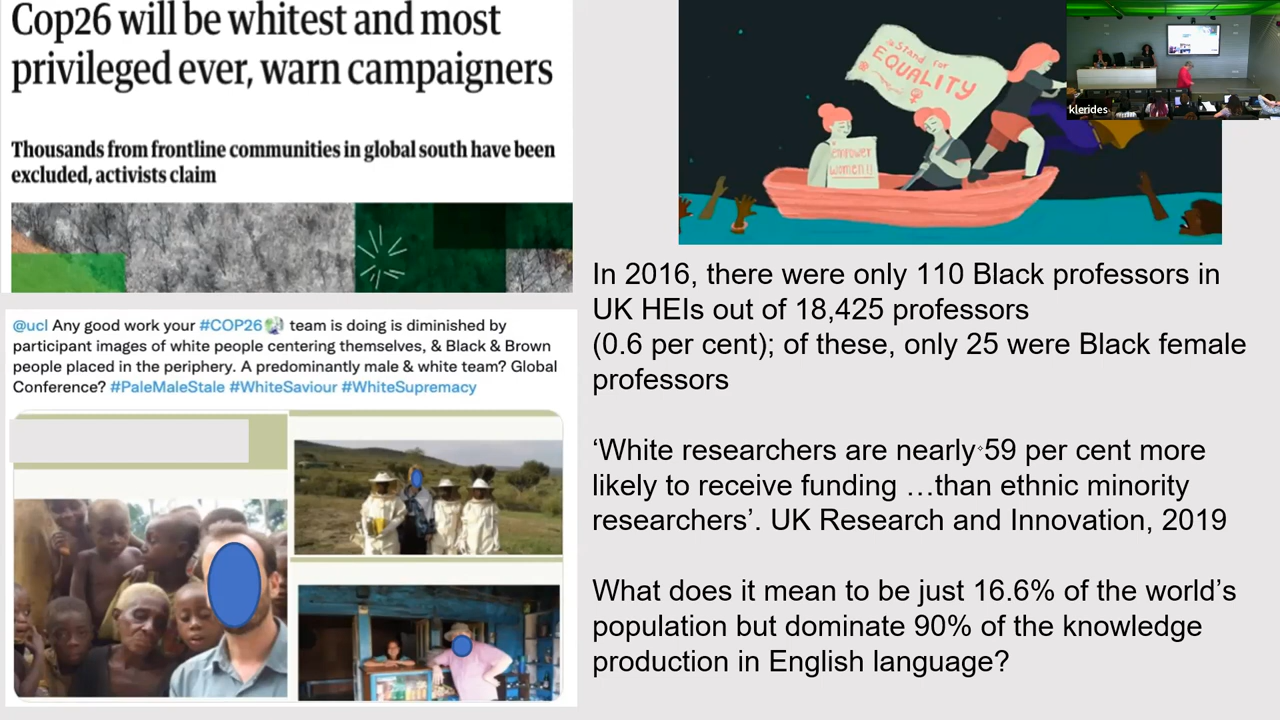 Cop26 will be whitest and most
privileged ever, warn campaigners
Thousands from frontline communities in global south have been
excluded, activists claim
@ucl Any good work your #COP26 team is doing is diminished by
participant images of white people centering themselves, & Black & Brown
people placed in the periphery. A predominantly male & white team? Global
Conference? #PaleMaleStale #WhiteSaviour #WhiteSupremacy
Stand for
EQUALITY
empower
women!!
klerides
In 2016, there were only 110 Black professors in
UK HEIs out of 18,425 professors
(0.6 per cent); of these, only 25 were Black female
professors
‘White researchers are nearly 59 per cent more
likely to receive funding …than ethnic minority
researchers’. UK Research and Innovation, 2019
What does it mean to be just 16.6% of the world’s
population but dominate 90% of the knowledge
production in English language?